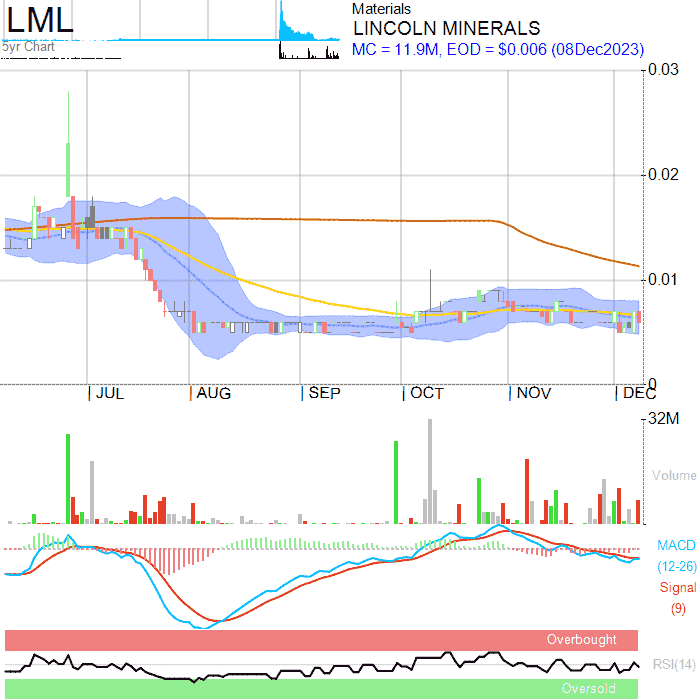 LML
5yr Chart
Materials
LINCOLN MINERALS
MC = 11.9M, EOD = $0.006 (08Dec2023)
0.03
0.02
0.01
0
JUL AUG SEP OCT NOV DEC
32M
Volume
MACD
(12-26)
Signal
(9)
Overbought
RSI(14)
Oversold